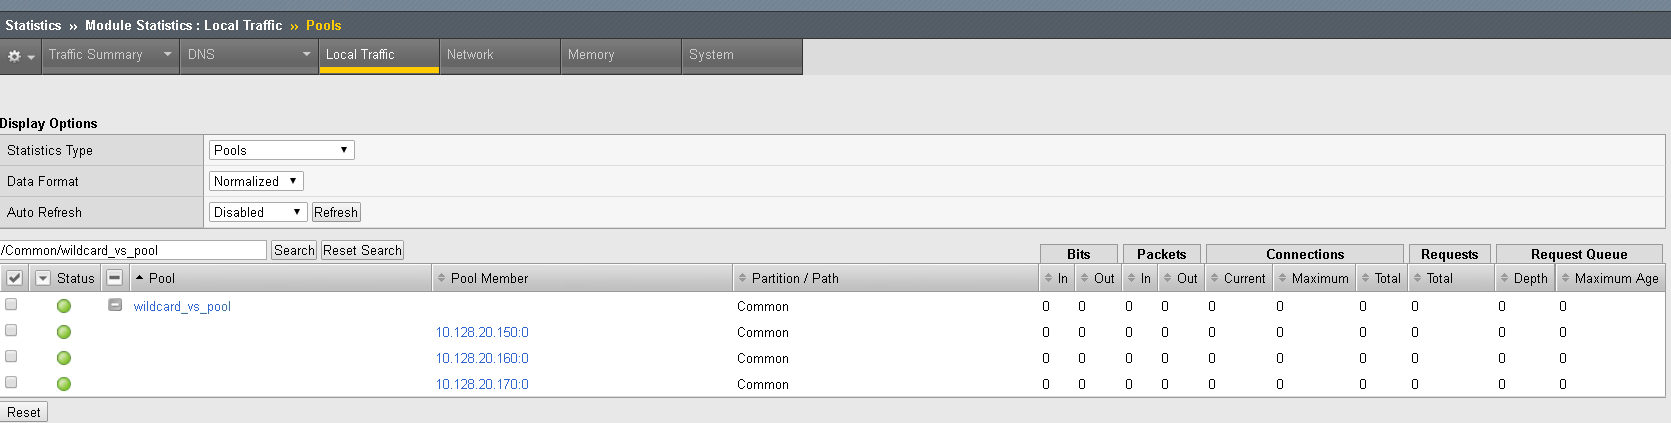 Statistics » Module Statistics : Local Traffic » Pools
Traffic Summary DNS Local Traffic Network Memory System
Display Options
Statistics Type Pools
Data Format Normalized
Auto Refresh Disabled Refresh
/Common/wildcard_vs_pool Search Reset Search Bits Packets Connections Requests Request Queue
Status Pool Pool Member Partition / Path In Out In Out Current Maximum Total Total Depth Maximum Age
wildcard_vs_pool Common 0 0 0 0 0 0 0 0 0 0
10.128.20.150:0 Common 0 0 0 0 0 0 0 0 0 0
10.128.20.160:0 Common 0 0 0 0 0 0 0 0 0 0
10.128.20.170:0 Common 0 0 0 0 0 0 0 0 0 0
Reset